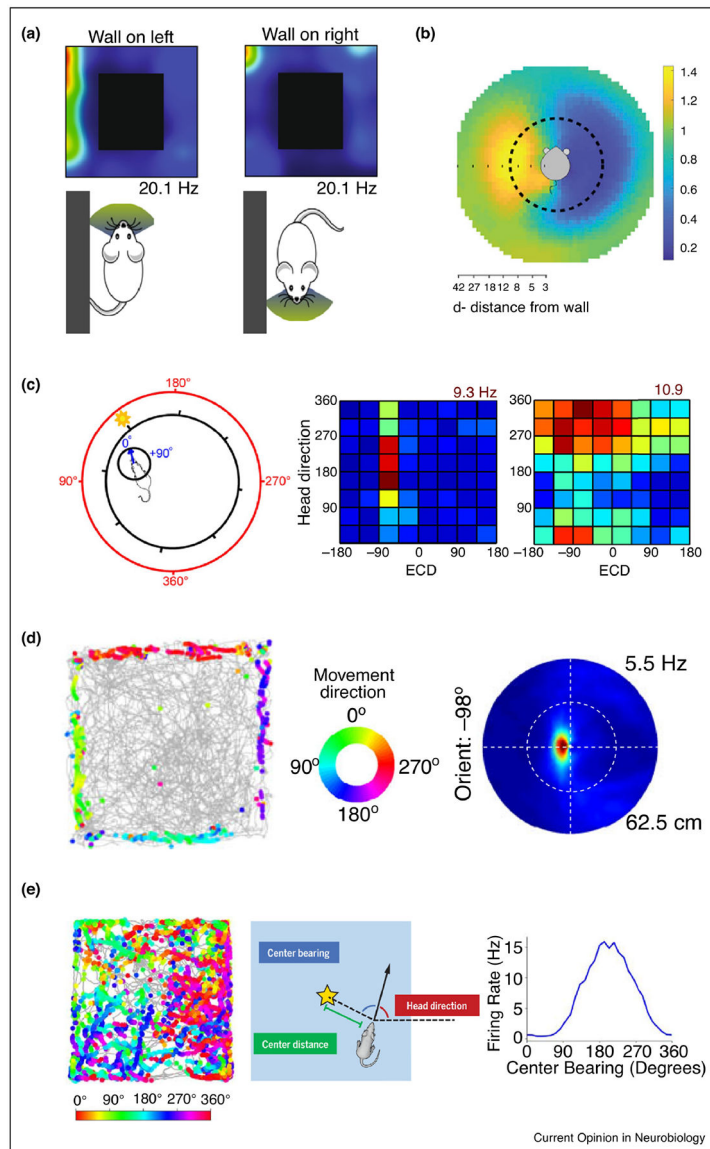 (a)
Wall on left
Wall on right
20.1 Hz
20.1 Hz
(b)
1.4
1.2
1
0.8
0.6
0.4
0.2
42 27 18 12 8 5 3
d- distance from wall
(c)
180°
0°
+90°
90°
270°
360°
9.3 Hz
10.9
Head direction
360
270
180
90
360
270
180
90
-180 -90 0 90 180
ECD
-180 -90 0 90 180
ECD
(d)
Movement
direction
0°
90°
270°
180°
Orient: -98°
5.5 Hz
62.5 cm
(e)
0° 90° 180° 270° 360°
Center bearing
Head direction
Center distance
Firing Rate (Hz)
15
10
5
0
0 90 180 270 360
Center Bearing (Degrees)
Current Opinion in Neurobiology